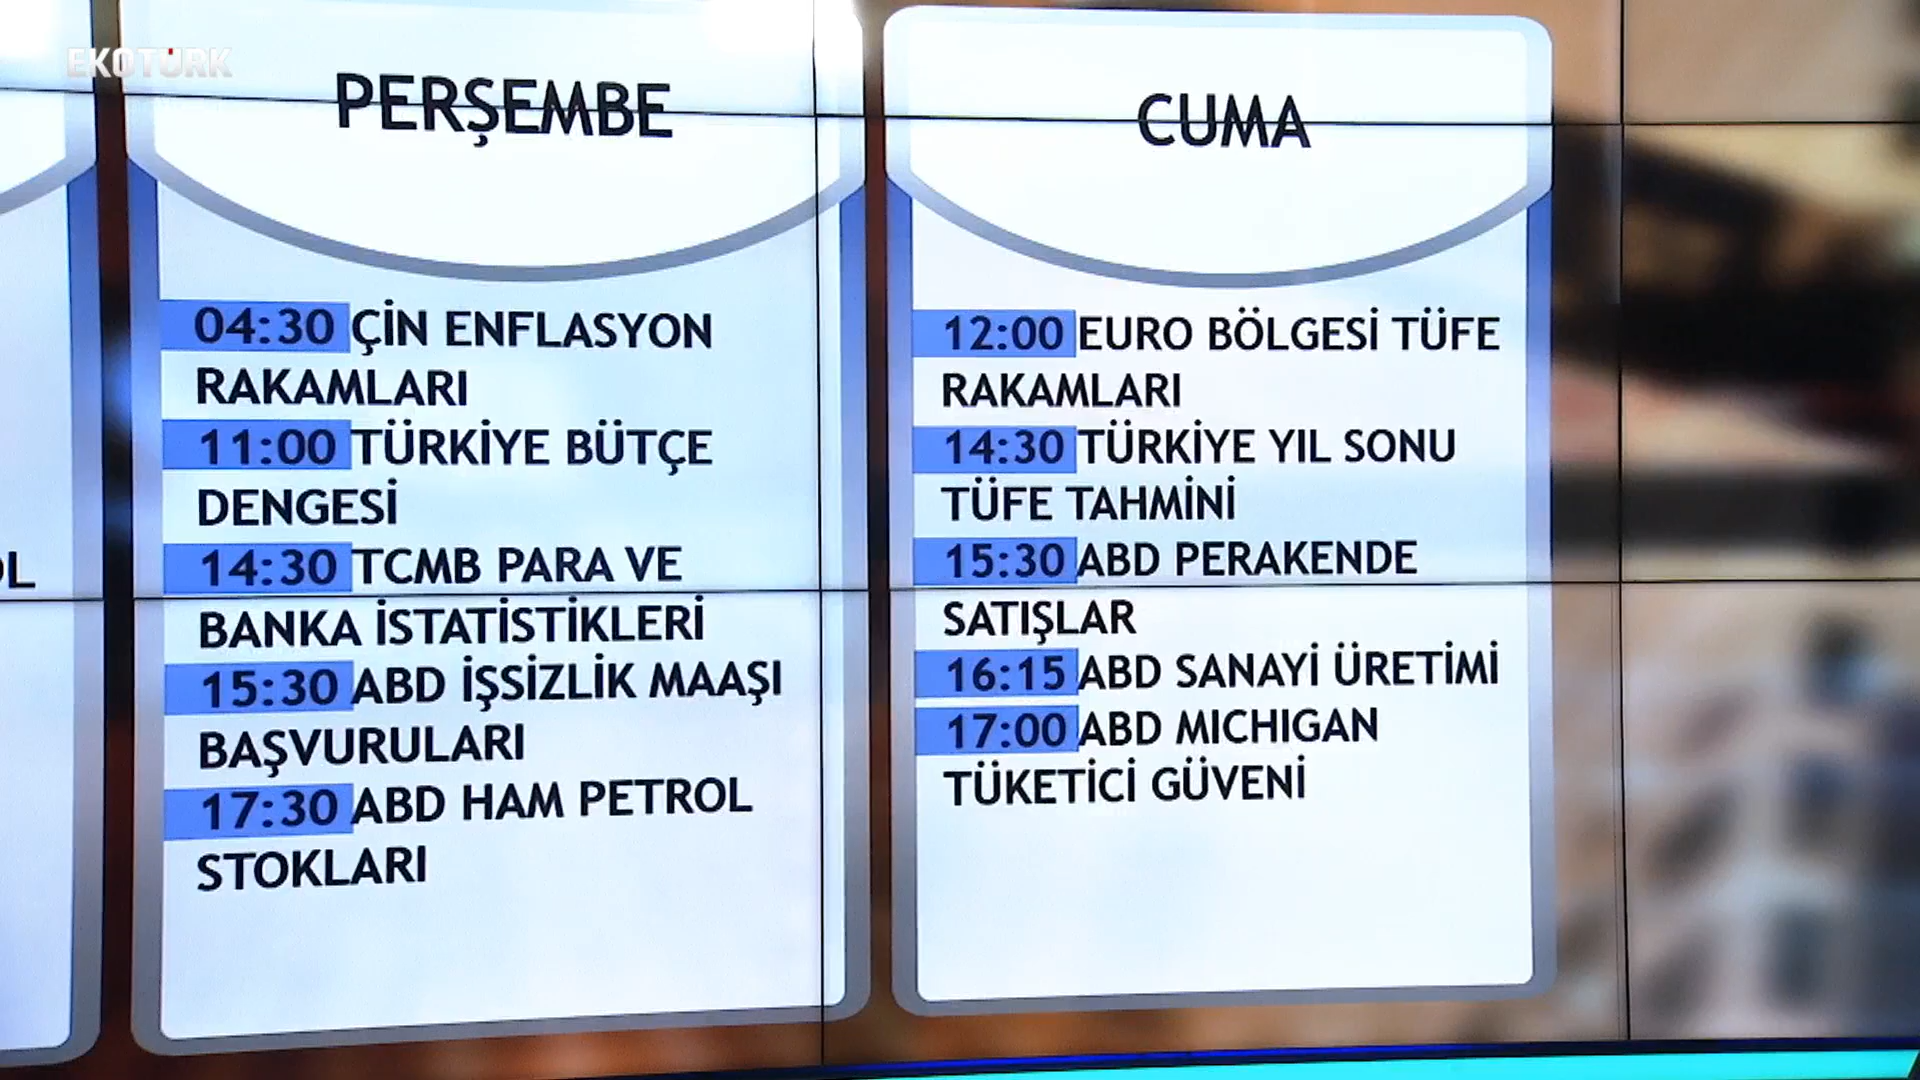 EKOTÜRK
PERŞEMBE
04:30 ÇİN ENFLASYON
RAKAMLARI
11:00 TÜRKİYE BÜTÇE
DENGESİ
14:30 TCMB PARA VE
BANKA İSTATİSTİKLERİ
15:30 ABD İŞSİZLİK MAAŞI
BAŞVURULARI
17:30 ABD HAM PETROL
STOKLARI
CUMA
12:00 EURO BÖLGESİ TÜFE
RAKAMLARI
14:30 TÜRKİYE YIL SONU
TÜFE TAHMİNİ
15:30 ABD PERAKENDE
SATIŞLAR
16:15 ABD SANAYİ ÜRETİMİ
17:00 ABD MICHIGAN
TÜKETİCİ GÜVENİ